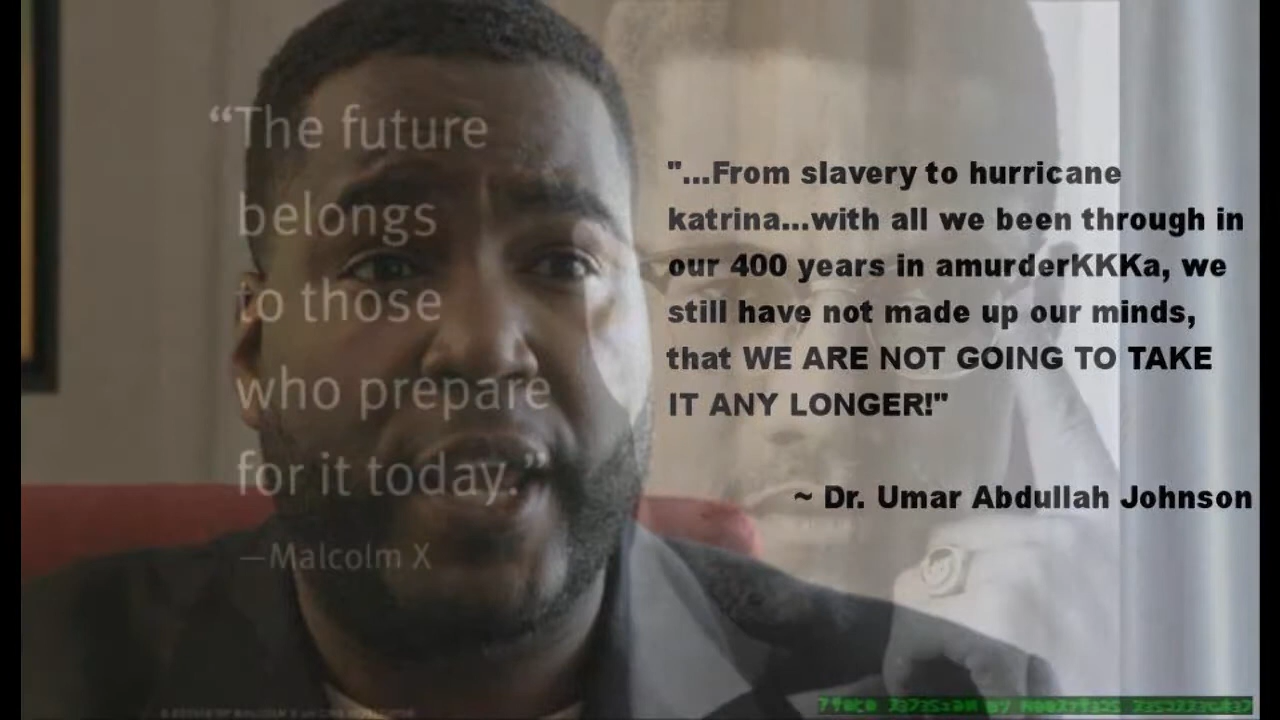 “The future
belongs
to those
who prepare
for it today.”
—Malcolm X
"...From slavery to hurricane
katrina...with all we been through in
our 400 years in amurderKKKa, we
still have not made up our minds,
that WE ARE NOT GOING TO TAKE
IT ANY LONGER!"
~ Dr. Umar Abdullah Johnson